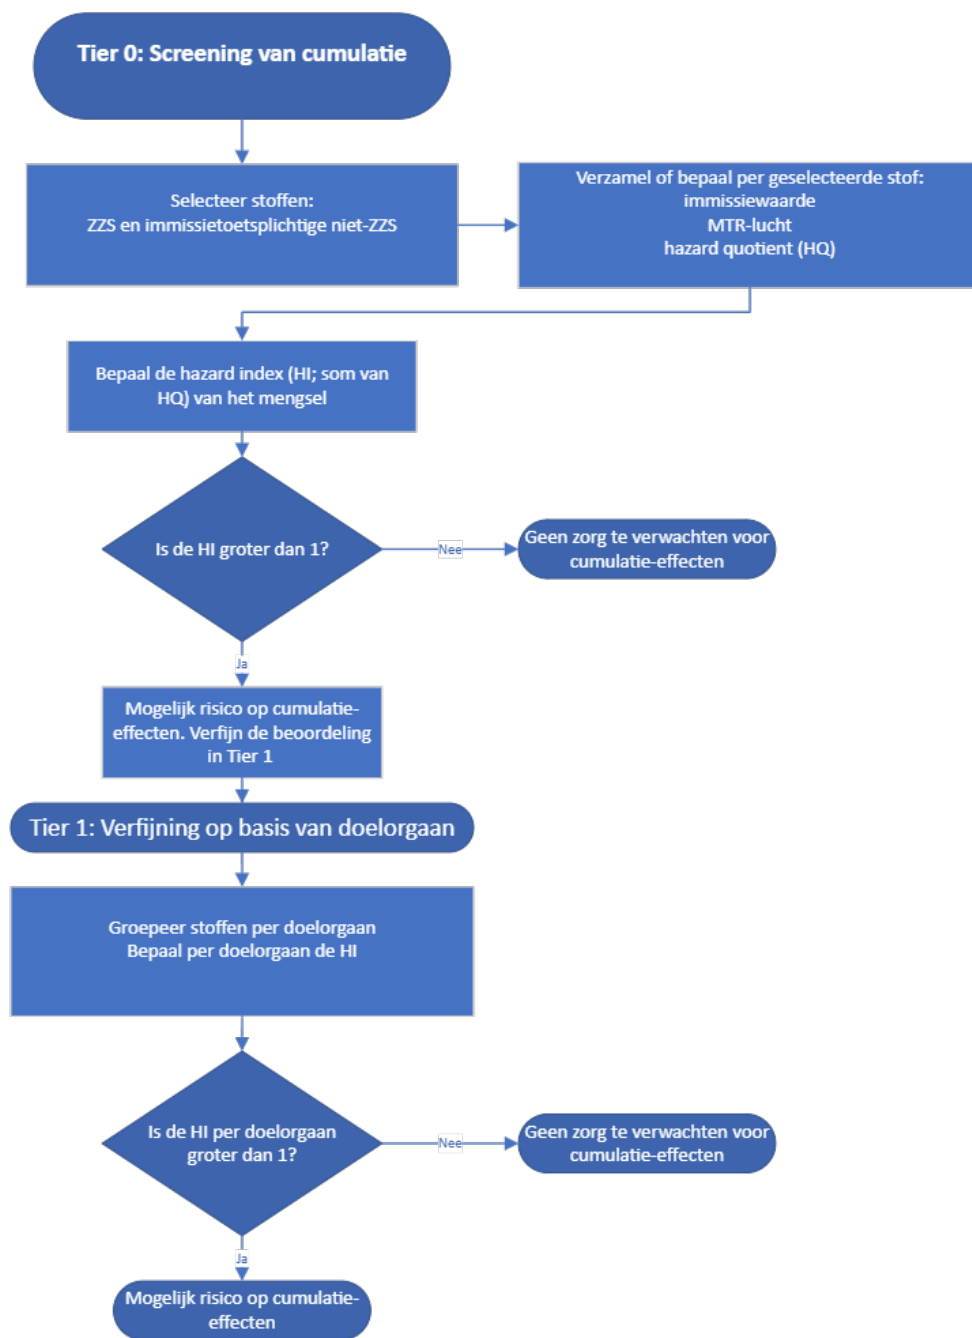 Tier 0: Screening van cumulatie
Selecteer stoffen:
ZZS en immissietoetsplichtige niet-ZZS
Verzamel of bepaal per geselecteerde stof:
immissiewaarde
MTR-lucht
hazard quotient (HQ)
Bepaal de hazard index (HI; som van
HQ) van het mengsel
Is de HI groter dan 1?
Nee
Geen zorg te verwachten voor
cumulatie-effecten
Ja
Mogelijk risico op cumulatie-
effecten. Verfijn de beoordeling
in Tier 1
Tier 1: Verfijning op basis van doelorgaan
Groepeer stoffen per doelorgaan
Bepaal per doelorgaan de HI
Is de HI per doelorgaan
groter dan 1?
Nee
Geen zorg te verwachten voor
cumulatie-effecten
Ja
Mogelijk risico op cumulatie-
effecten